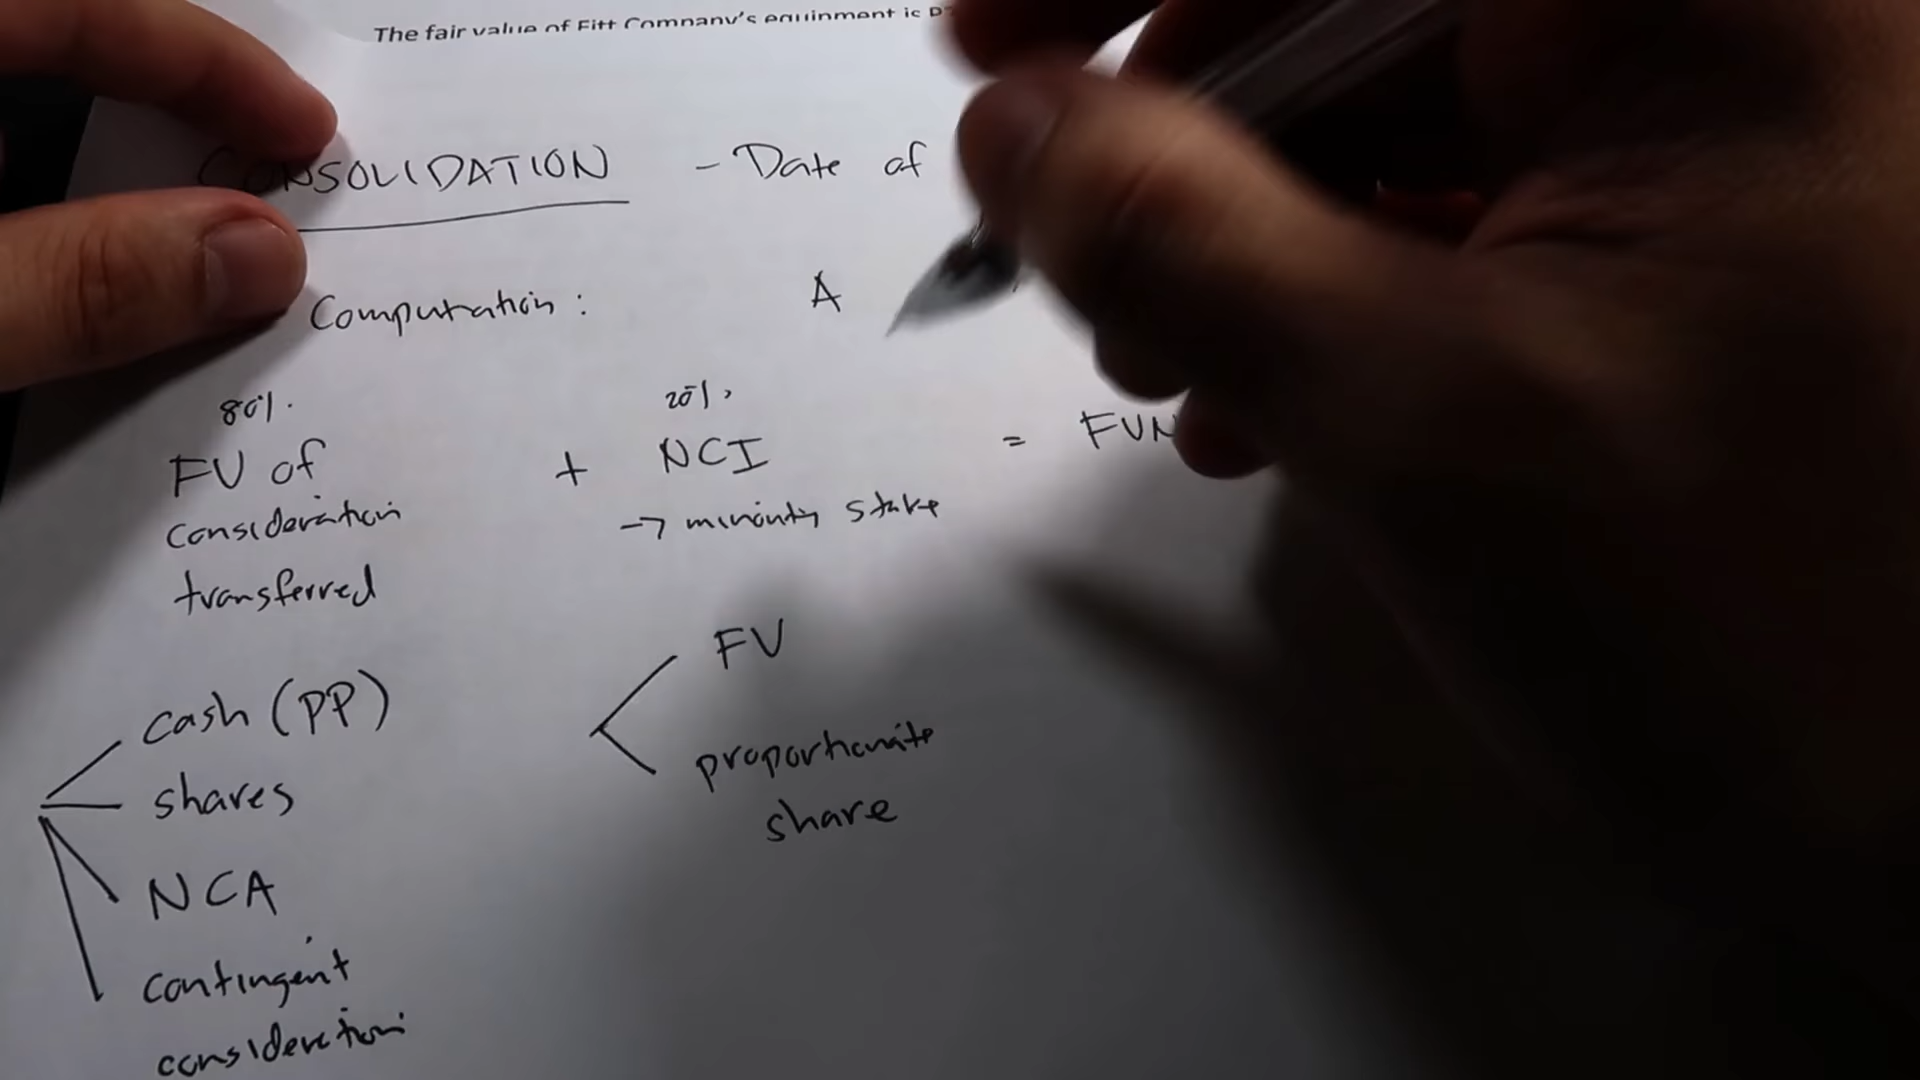 The fair value of Fitt Company's equipment is
CONSOLIDATION - Date of
Computation : A
80% 20%
FV of + NCI = FVN
consideration → minority stake
transferred
FV
cash (PP)
proportionate
shares share
NCA
contingent
consideration